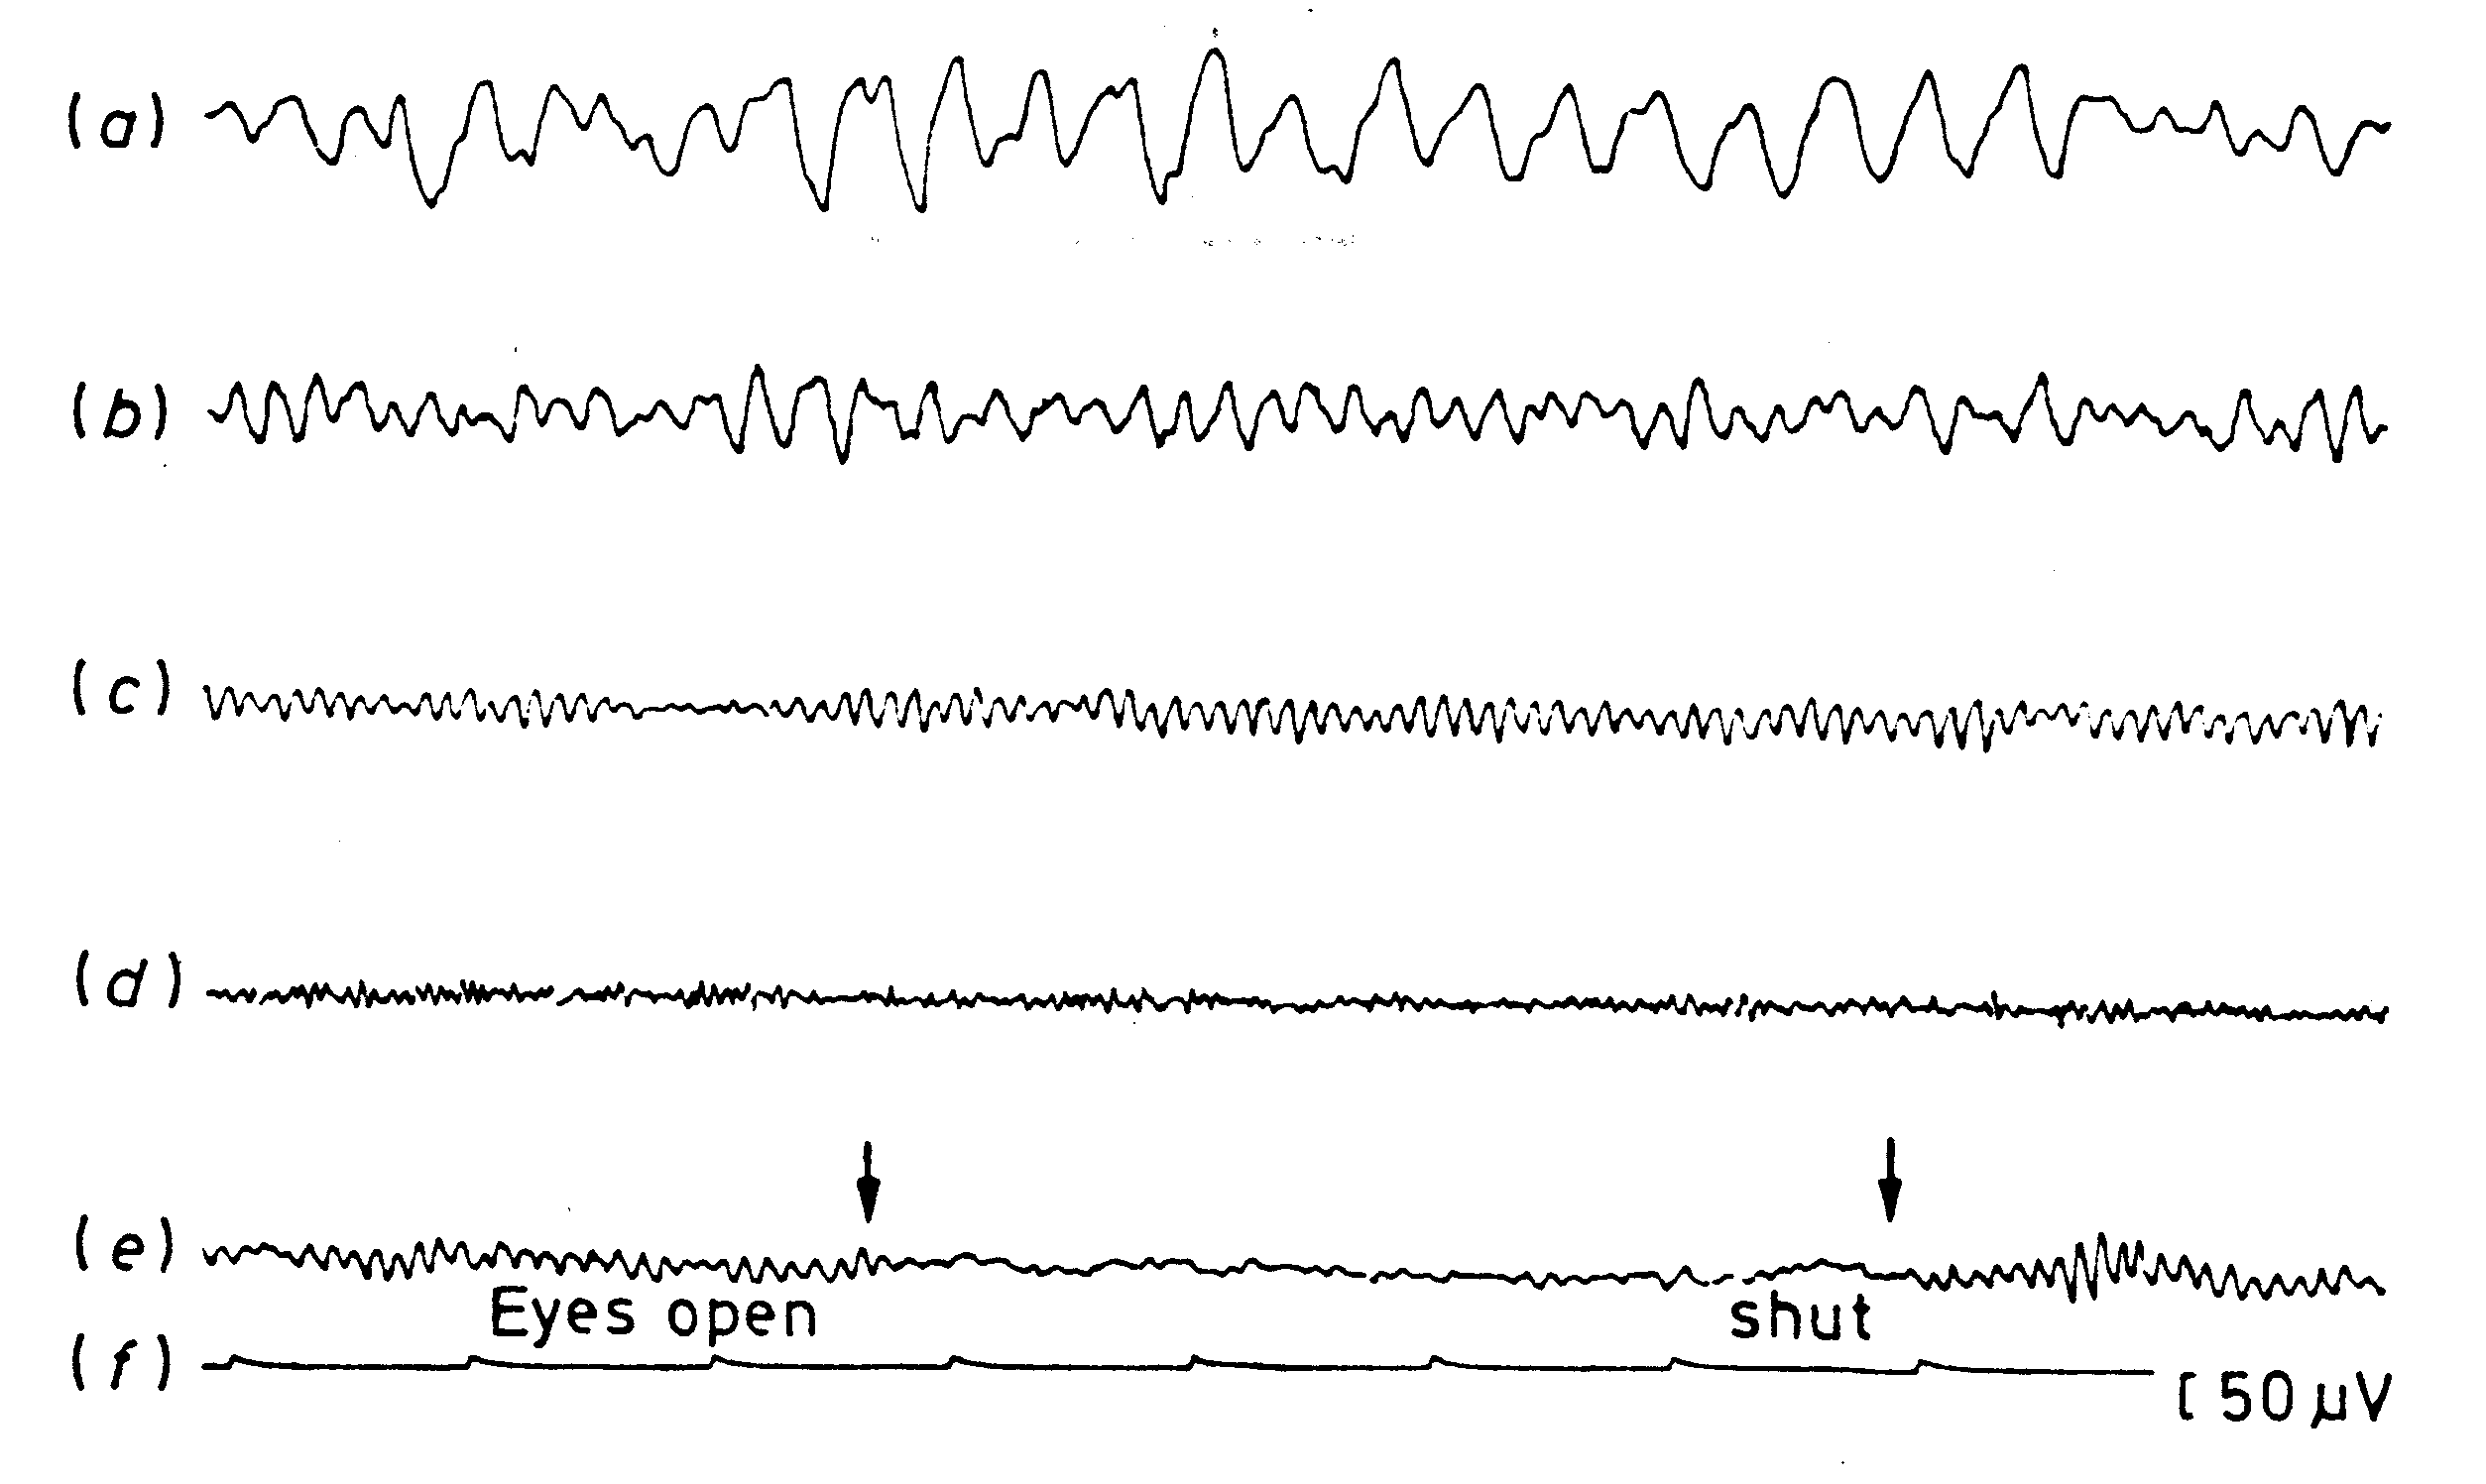 (a)
(b)
(c)
(d)
(e)
Eyes open shut
(f)
[ 50 µV